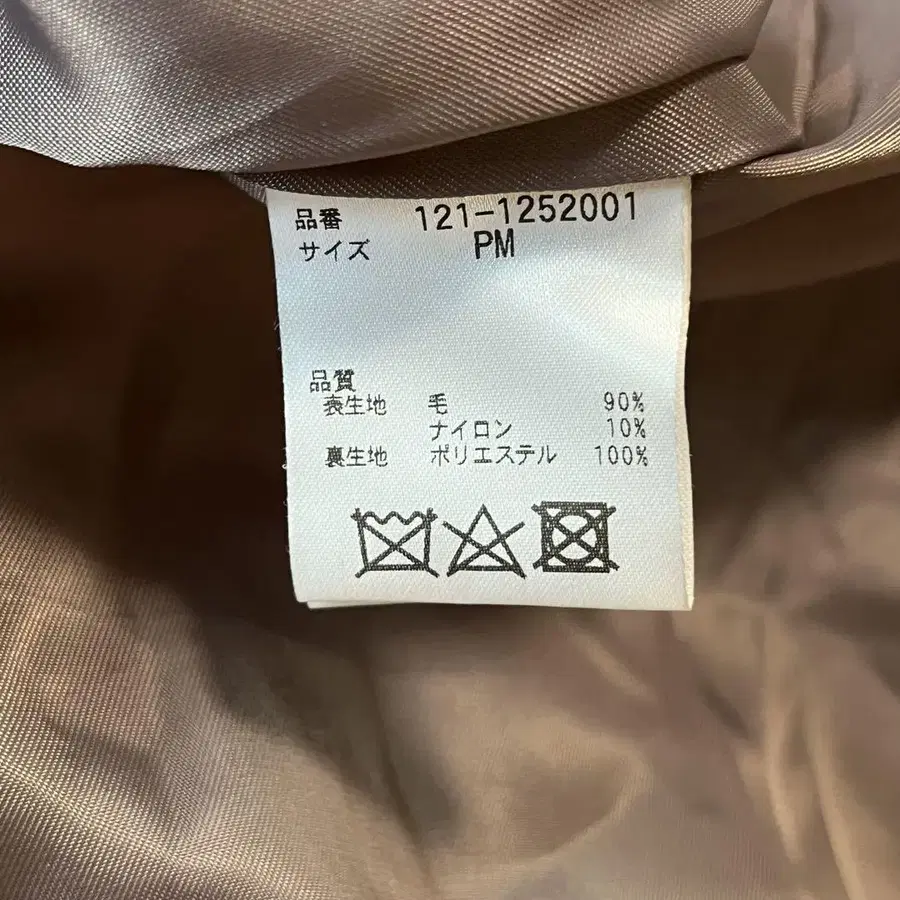 品番 121-1252001
サイズ PM
品質
表生地 毛 90%
ナイロン 10%
裏生地 ポリエステル 100%